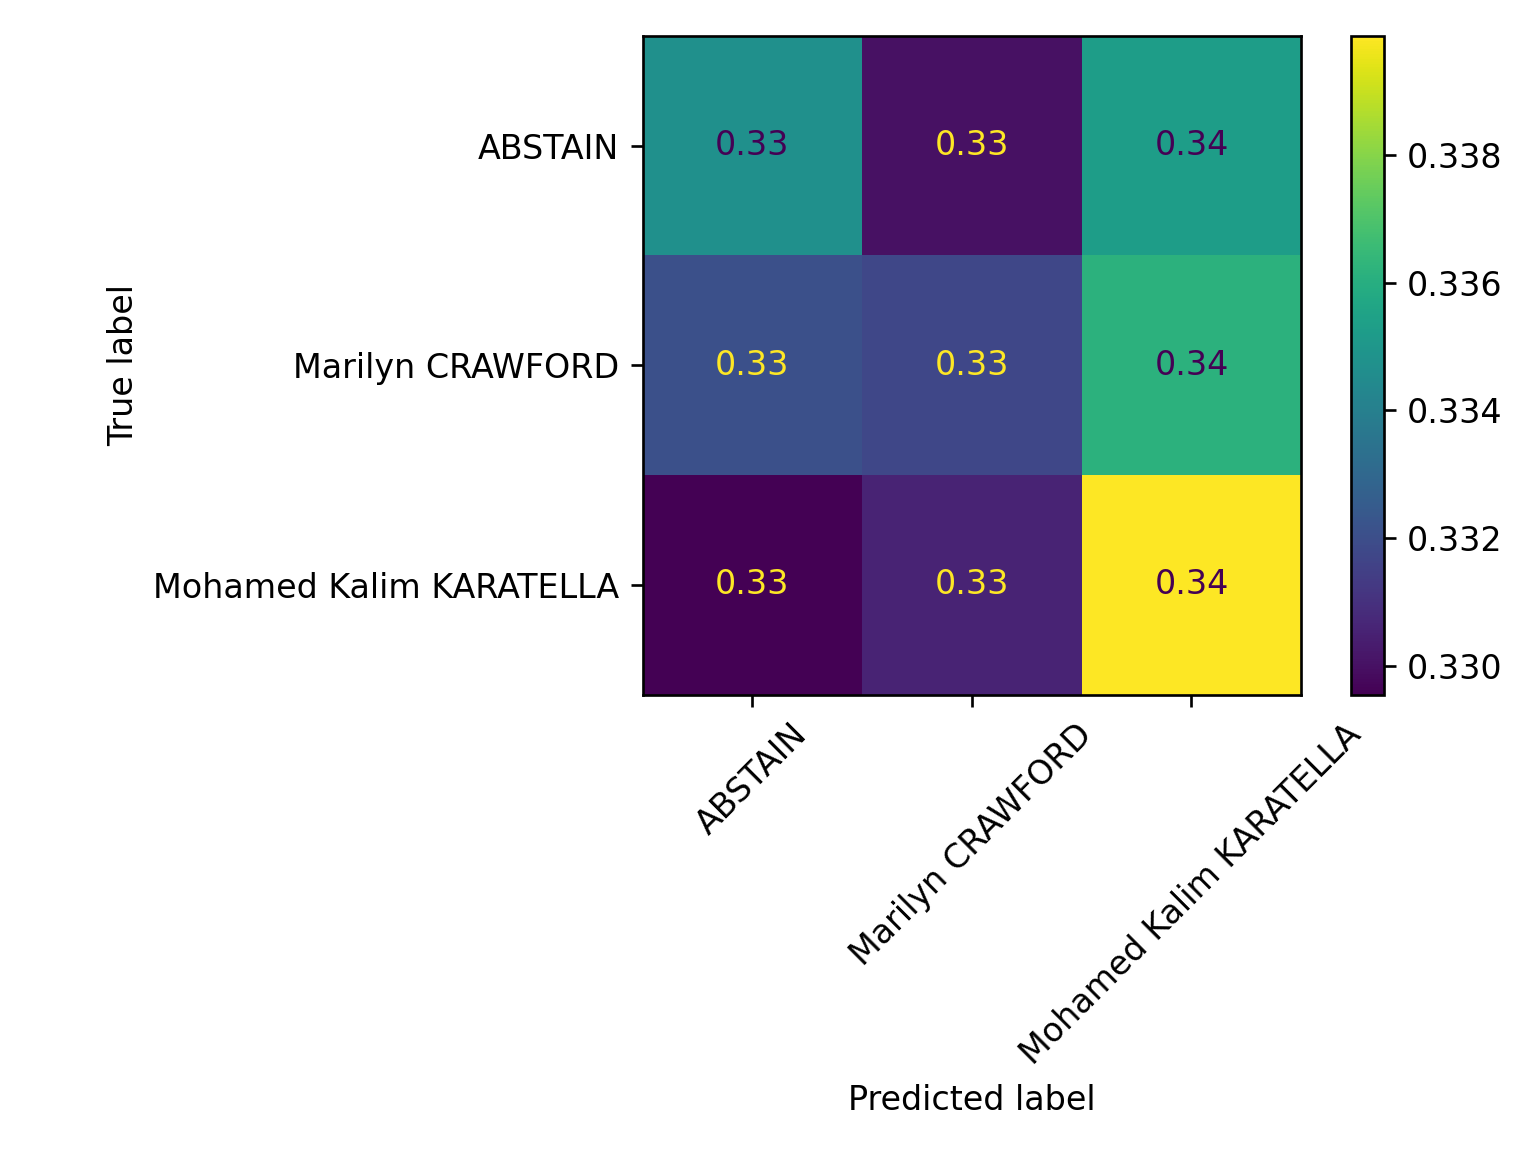 True label
ABSTAIN
0.33 0.33 0.34
Marilyn CRAWFORD
0.33 0.33 0.34
Mohamed Kalim KARATELLA
0.33 0.33 0.34
0.338
0.336
0.334
0.332
0.330
ABSTAIN
Marilyn CRAWFORD
Mohamed Kalim KARATELLA
Predicted label